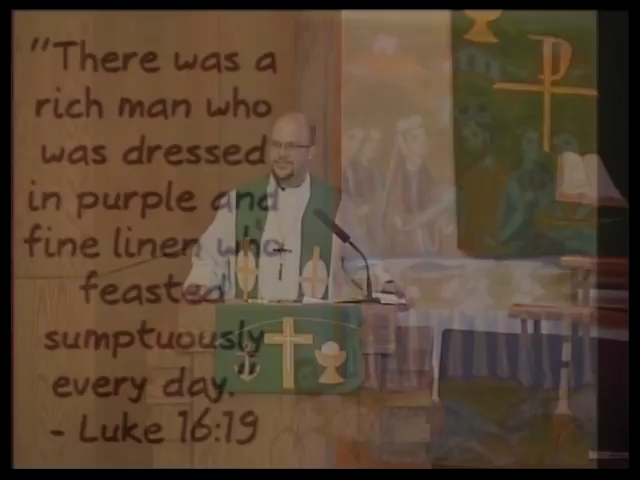 "There was a
rich man who
was dressed
in purple and
fine linen who
feasted
sumptuously
every day.
- Luke 16:19